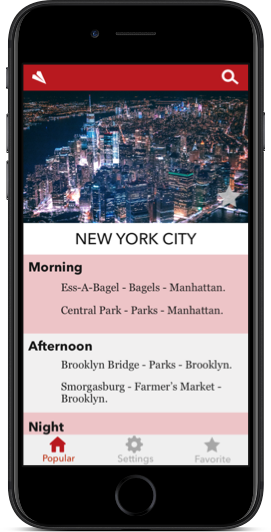 NEW YORK CITY
Morning
Ess-A-Bagel - Bagels - Manhattan.
Central Park - Parks - Manhattan.
Afternoon
Brooklyn Bridge - Parks - Brooklyn.
Smorgasburg - Farmer's Market -
Brooklyn.
Night
Popular Settings Favorite